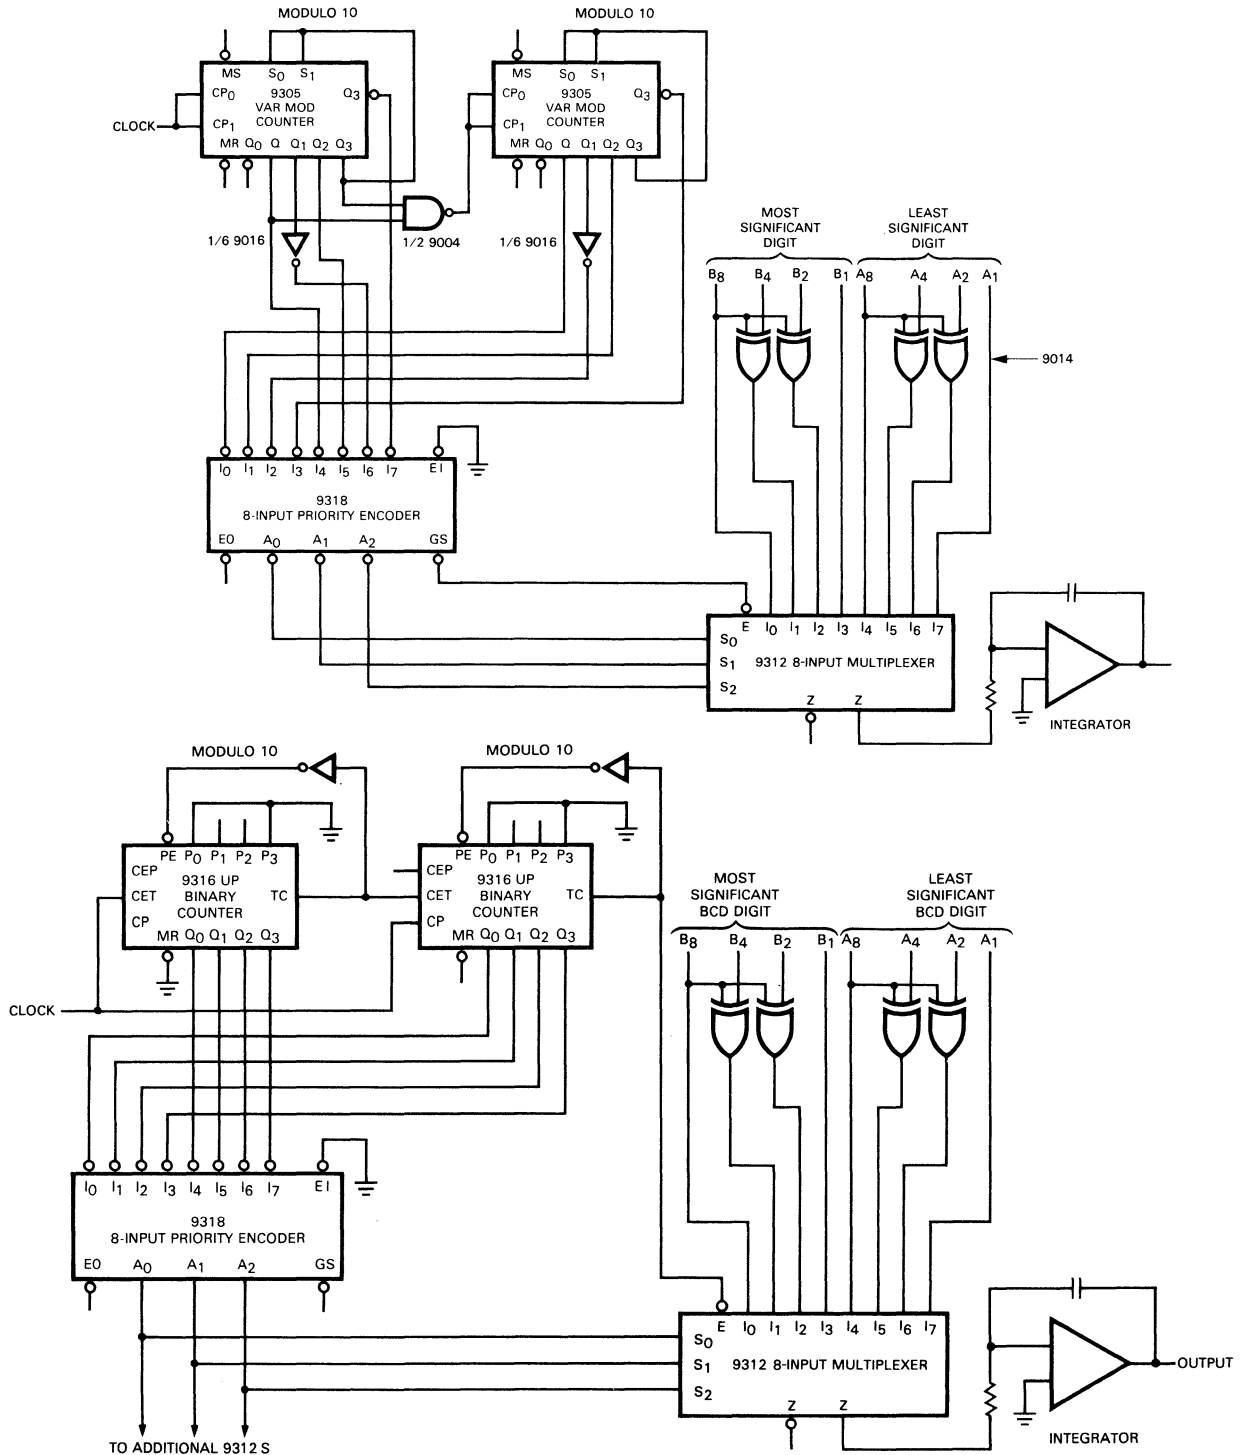 MODULO 10
MODULO 10
MS S0 S1
MS S0 S1
CP0 9305 Q3
VAR MOD
CP1 COUNTER
MR Q0 Q Q1 Q2 Q3
CP0 9305 Q3
VAR MOD
CP1 COUNTER
MR Q0 Q Q1 Q2 Q3
CLOCK
1/6 9016
1/2 9004
1/6 9016
MOST
SIGNIFICANT
DIGIT
LEAST
SIGNIFICANT
DIGIT
B8 B4 B2 B1 A8 A4 A2 A1
9014
I0 I1 I2 I3 I4 I5 I6 I7 EI
9318
8-INPUT PRIORITY ENCODER
EO A0 A1 A2 GS
E I0 I1 I2 I3 I4 I5 I6 I7
S0
S1 9312 8-INPUT MULTIPLEXER
S2
Z Z
INTEGRATOR
MODULO 10
MODULO 10
PE P0 P1 P2 P3
CEP 9316 UP
CET BINARY TC
CP COUNTER
MR Q0 Q1 Q2 Q3
PE P0 P1 P2 P3
CEP 9316 UP
CET BINARY TC
CP COUNTER
MR Q0 Q1 Q2 Q3
MOST
SIGNIFICANT
BCD DIGIT
LEAST
SIGNIFICANT
BCD DIGIT
B8 B4 B2 B1 A8 A4 A2 A1
CLOCK
I0 I1 I2 I3 I4 I5 I6 I7 EI
9318
8-INPUT PRIORITY ENCODER
EO A0 A1 A2 GS
E I0 I1 I2 I3 I4 I5 I6 I7
S0
S1 9312 8-INPUT MULTIPLEXER
S2
Z Z
OUTPUT
INTEGRATOR
TO ADDITIONAL 9312 S